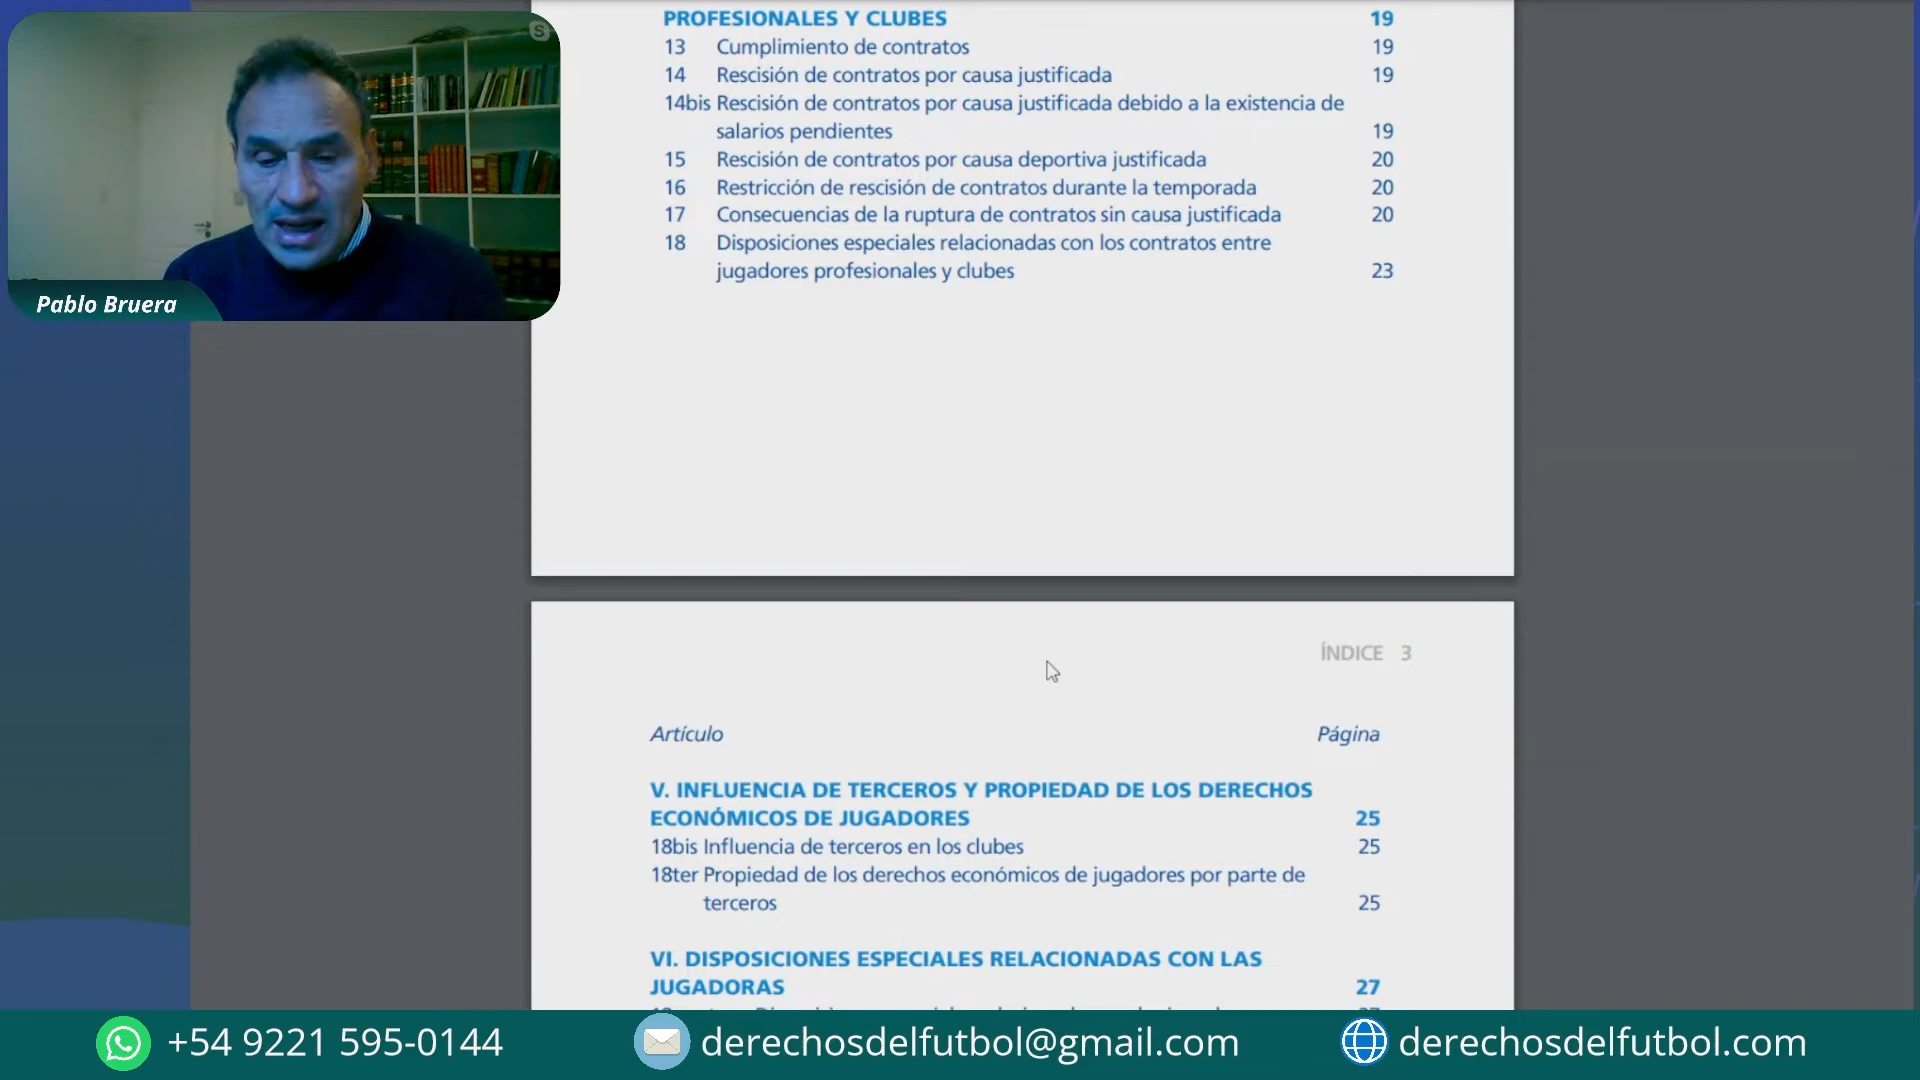 PROFESIONALES Y CLUBES 19
13 Cumplimiento de contratos 19
14 Rescisión de contratos por causa justificada 19
14bis Rescisión de contratos por causa justificada debido a la existencia de
salarios pendientes 19
15 Rescisión de contratos por causa deportiva justificada 20
16 Restricción de rescisión de contratos durante la temporada 20
17 Consecuencias de la ruptura de contratos sin causa justificada 20
18 Disposiciones especiales relacionadas con los contratos entre
jugadores profesionales y clubes 23
Pablo Bruera
ÍNDICE 3
Artículo Página
V. INFLUENCIA DE TERCEROS Y PROPIEDAD DE LOS DERECHOS
ECONÓMICOS DE JUGADORES 25
18bis Influencia de terceros en los clubes 25
18ter Propiedad de los derechos económicos de jugadores por parte de
terceros 25
VI. DISPOSICIONES ESPECIALES RELACIONADAS CON LAS
JUGADORAS 27
+54 9221 595-0144
derechosdelfutbol@gmail.com
derechosdelfutbol.com